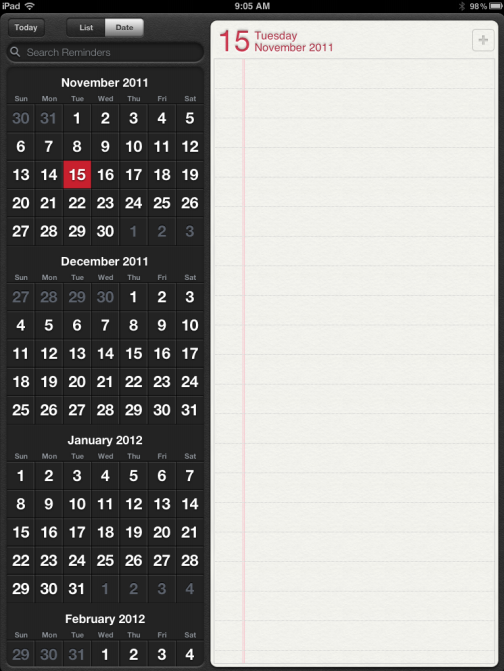 iPad 9:05 AM 98%
Today List Date
Search Reminders
November 2011
Sun Mon Tue Wed Thu Fri Sat
30 31 1 2 3 4 5
6 7 8 9 10 11 12
13 14 15 16 17 18 19
20 21 22 23 24 25 26
27 28 29 30 1 2 3
December 2011
Sun Mon Tue Wed Thu Fri Sat
27 28 29 30 1 2 3
4 5 6 7 8 9 10
11 12 13 14 15 16 17
18 19 20 21 22 23 24
25 26 27 28 29 30 31
January 2012
Sun Mon Tue Wed Thu Fri Sat
1 2 3 4 5 6 7
8 9 10 11 12 13 14
15 16 17 18 19 20 21
22 23 24 25 26 27 28
29 30 31 1 2 3 4
February 2012
Sun Mon Tue Wed Thu Fri Sat
29 30 31 1 2 3 4
15 Tuesday
November 2011